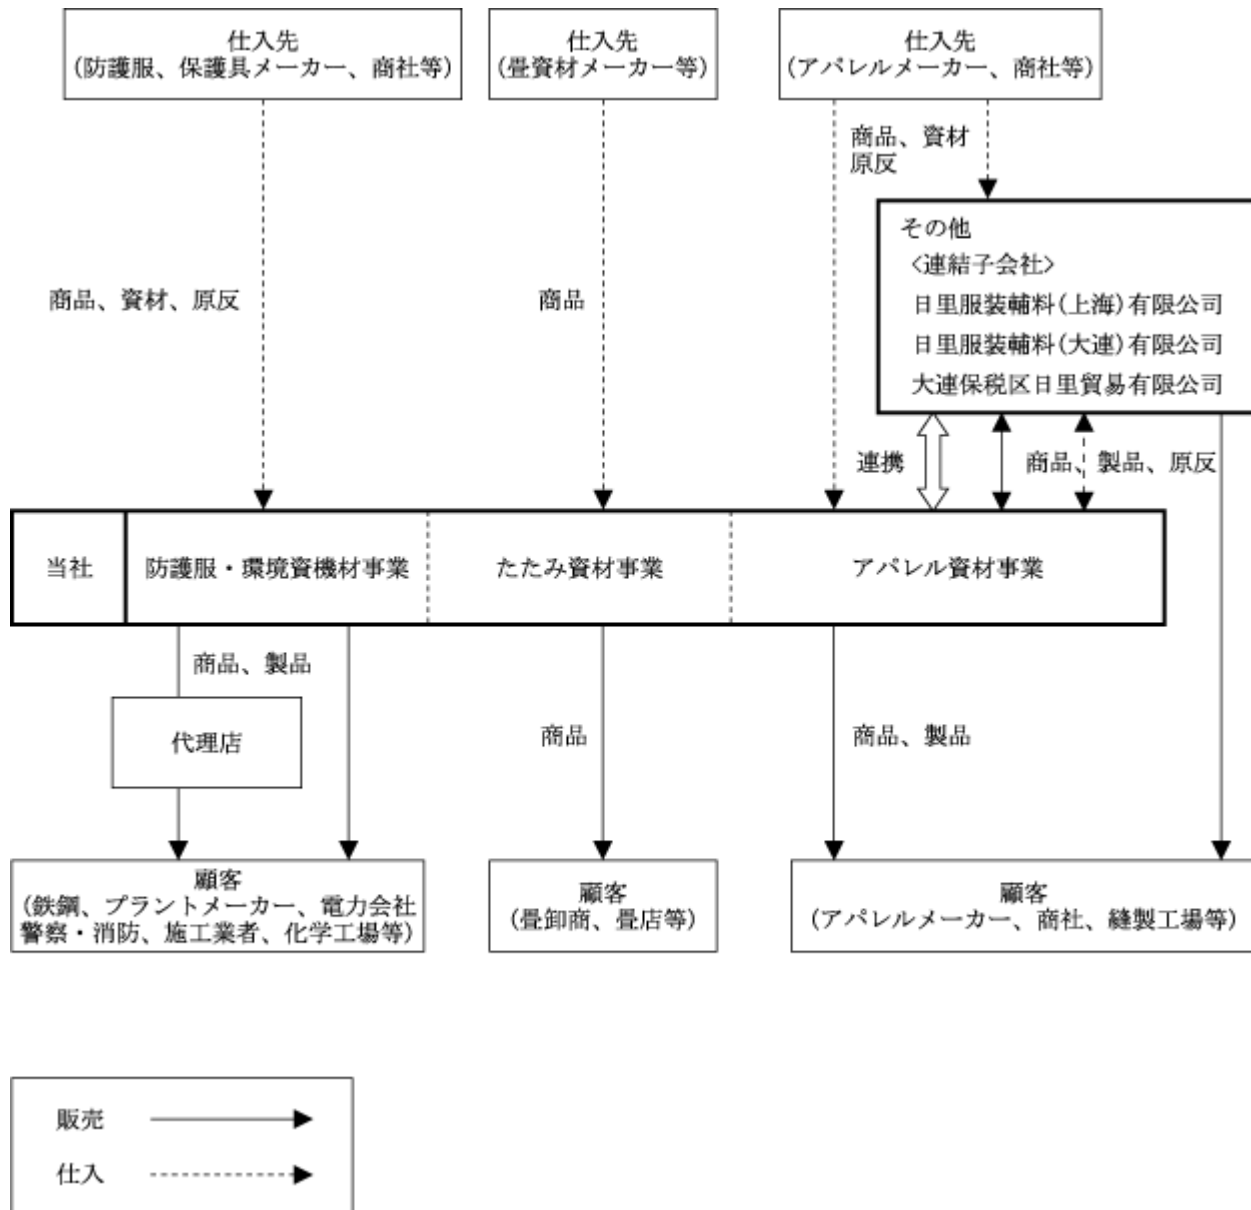 仕入先
(防護服、保護具メーカー、商社等)
仕入先
(畳資材メーカー等)
仕入先
(アパレルメーカー、商社等)
商品、資材
原反
その他
<連結子会社>
日里服装輔料(上海)有限公司
日里服装輔料(大連)有限公司
大連保税区日里貿易有限公司
商品、資材、原反
商品
連携
商品、製品、原反
当社
防護服・環境資機材事業
たたみ資材事業
アパレル資材事業
商品、製品
代理店
商品
商品、製品
顧客
(鉄鋼、プラントメーカー、電力会社
警察・消防、施工業者、化学工場等)
顧客
(畳卸商、畳店等)
顧客
(アパレルメーカー、商社、縫製工場等)
販売
仕入